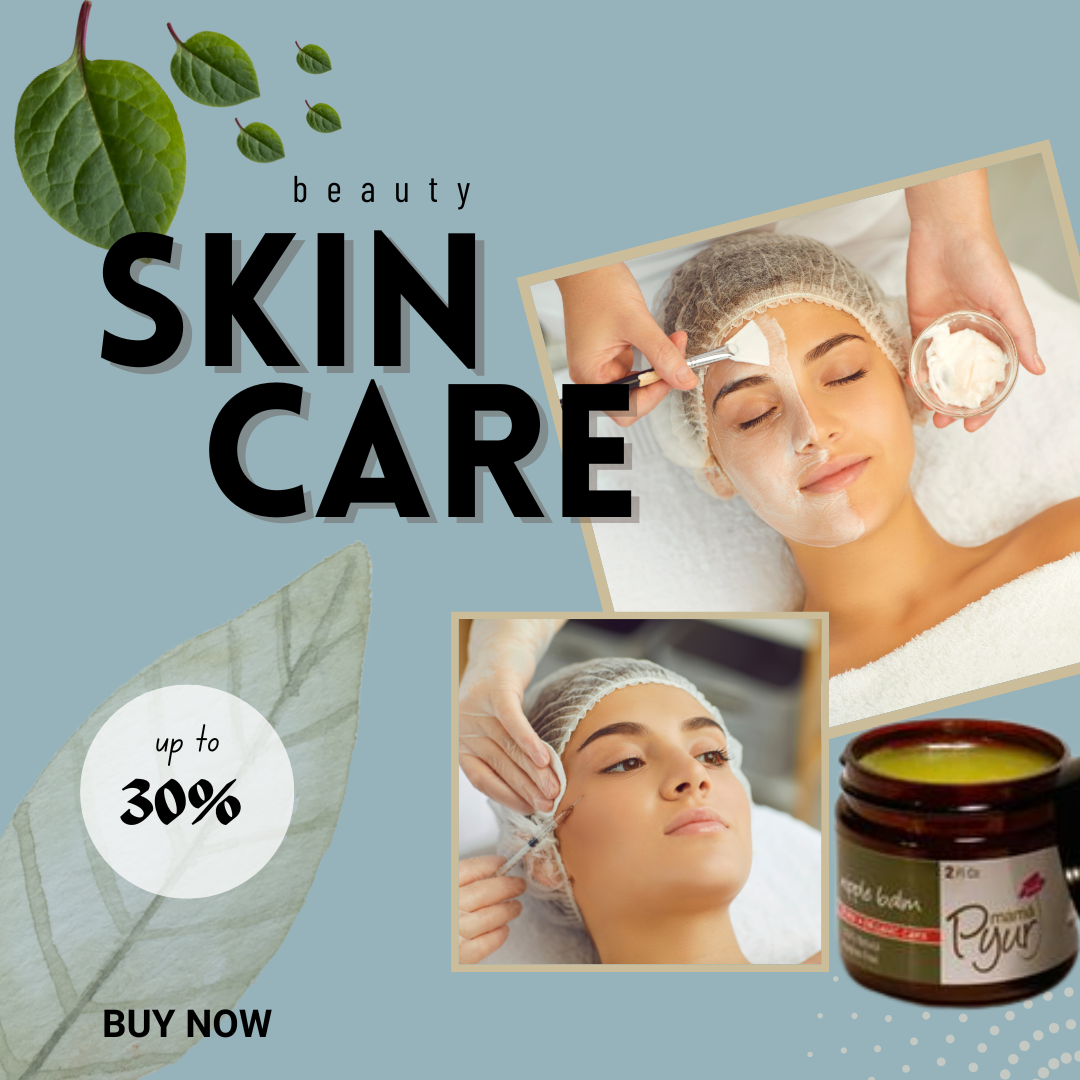 beauty
SKIN
CARE
up to
30%
BUY NOW
2 Fl Oz
nipple balm
mama
Pyur